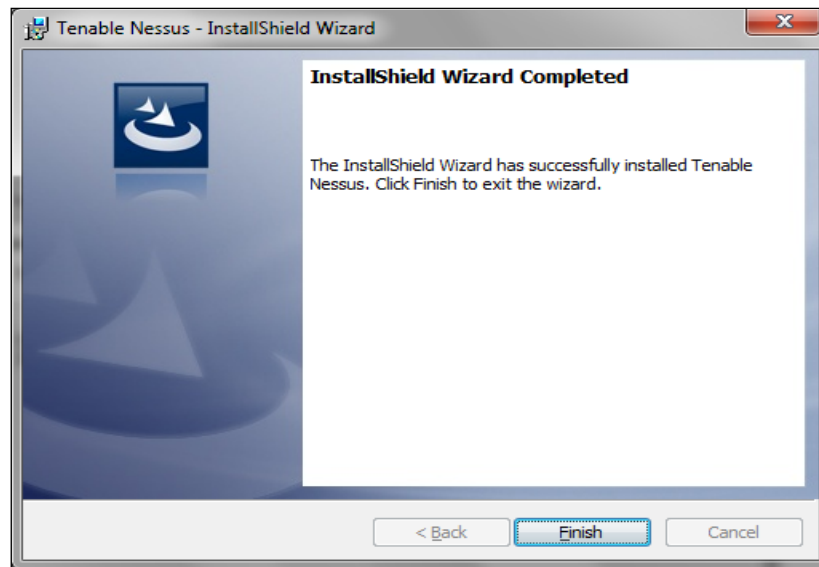 Tenable Nessus - InstallShield Wizard
InstallShield Wizard Completed
The InstallShield Wizard has successfully installed Tenable
Nessus. Click Finish to exit the wizard.
< Back
Finish
Cancel